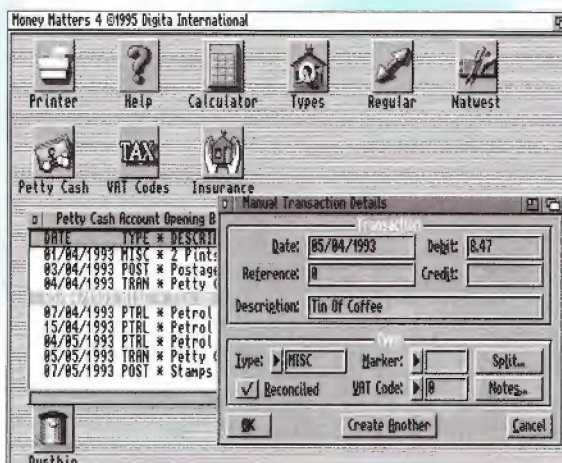 Money Matters 4 ©1995 Digita International
Printer Help Calculator Types Regular Natwest
TAX
Petty Cash VAT Codes Insurance
Petty Cash Account Opening B
DATE TYPE * DESCRI
01/04/1993 MISC * 2 Pints
03/04/1993 POST * Postage
04/04/1993 TRAN * Petty
07/04/1993 PTRL * Petrol
15/04/1993 PTRL * Petrol
04/05/1993 PTRL * Petrol
05/05/1993 TRAN * Petty
07/05/1993 POST * Stamps
Dustbin
Manual Transaction Details
Transaction
Date: 05/04/1993 Debit: 8.47
Reference: 0 Credit:
Description: Tin Of Coffee
Type
Type: MISC Marker: Split...
Reconciled VAT Code: 0 Notes...
OK Create Another Cancel